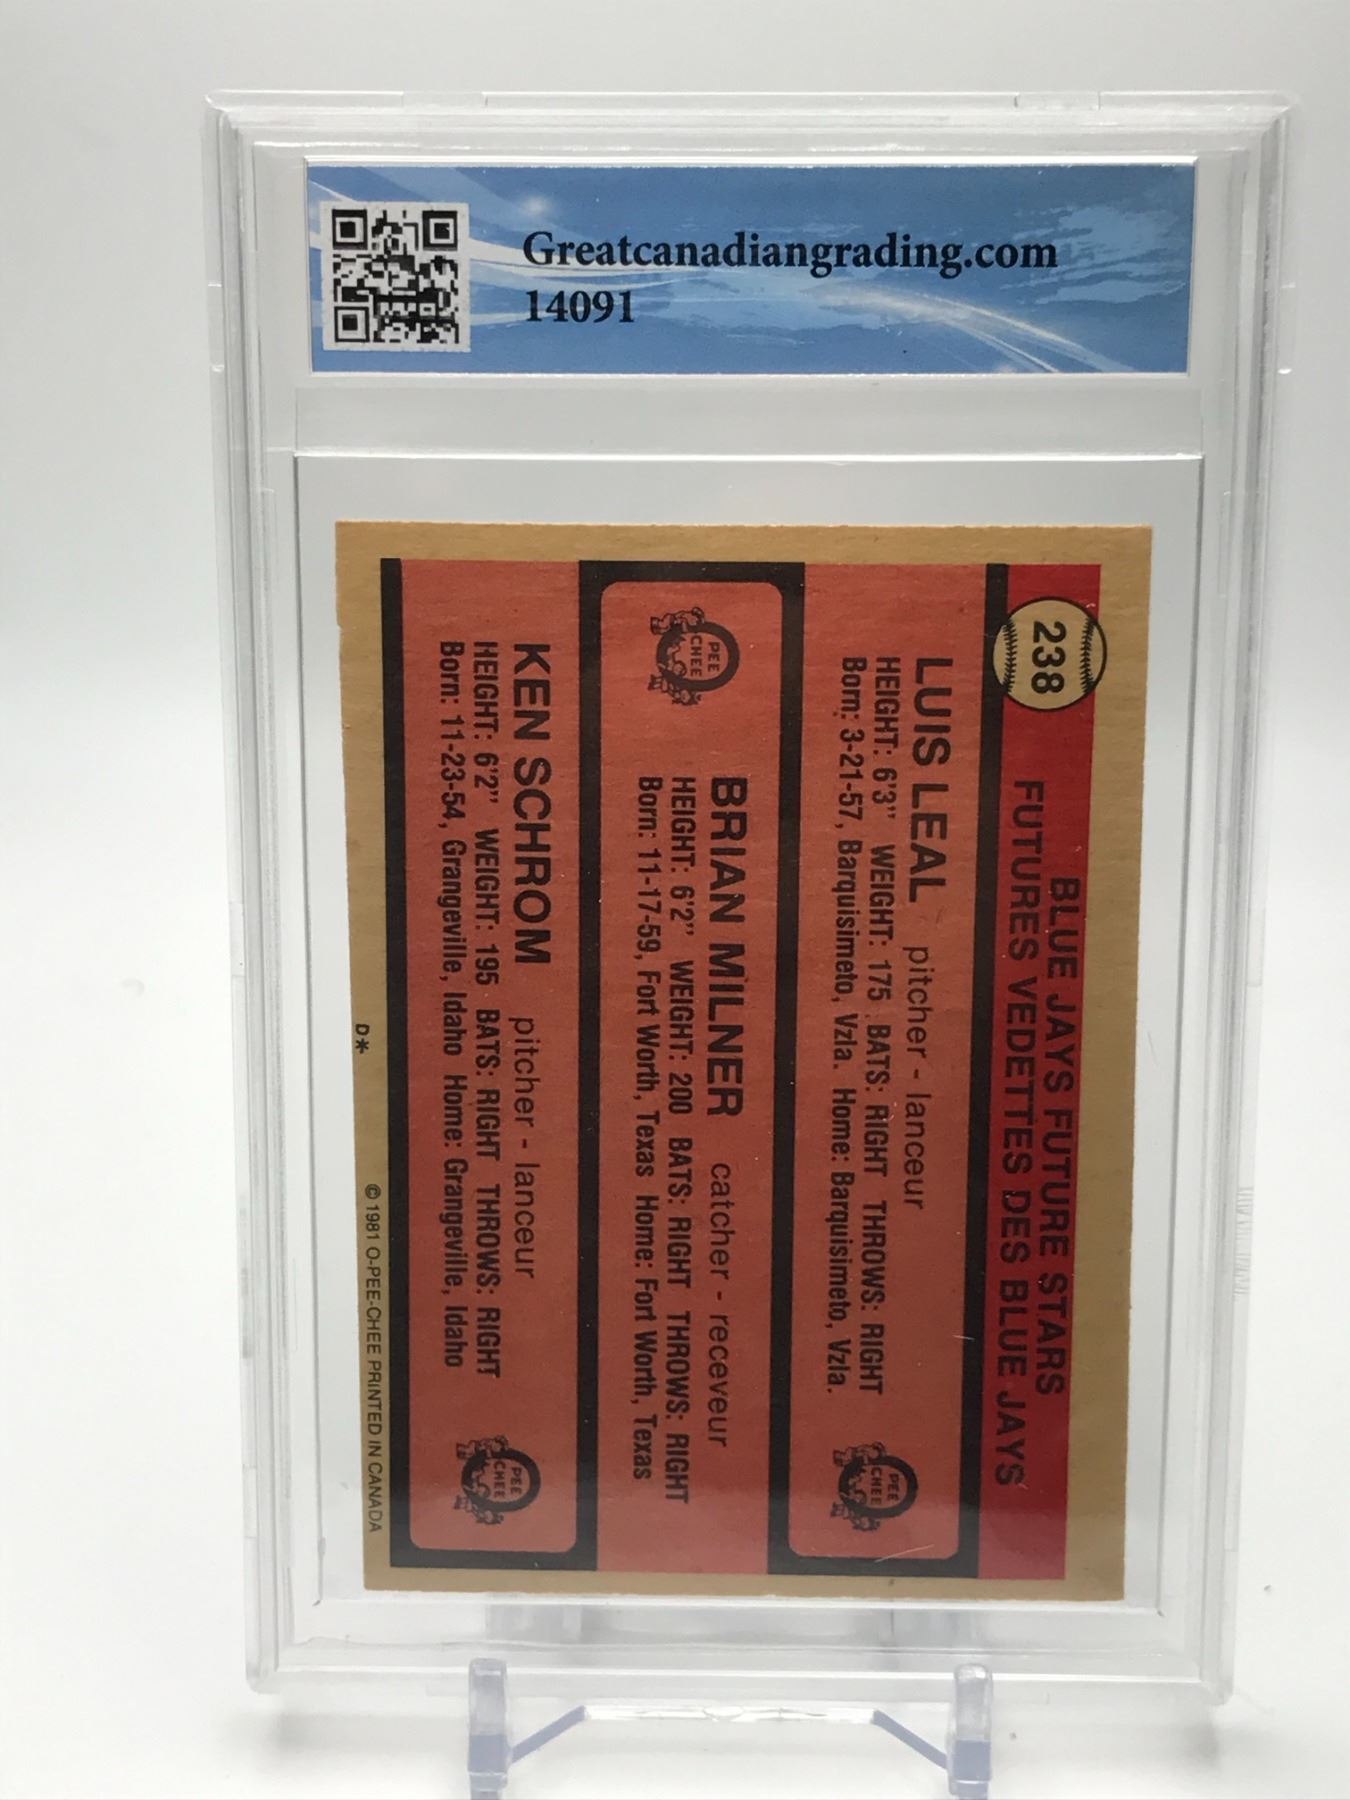 Greatcanadiangrading.com
14091
238
BLUE JAYS FUTURE STARS
FUTURES VEDETTES DES BLUE JAYS
LUIS LEAL pitcher - lanceur
HEIGHT: 6'3" WEIGHT: 175 BATS: RIGHT THROWS: RIGHT
Born: 3-21-57, Barquisimeto, Vzla. Home: Barquisimeto, Vzla.
O PEE CHEE
O PEE CHEE
BRIAN MILNER catcher - receveur
HEIGHT: 6'2" WEIGHT: 200 BATS: RIGHT THROWS: RIGHT
Born: 11-17-59, Fort Worth, Texas Home: Fort Worth, Texas
KEN SCHROM pitcher - lanceur
HEIGHT: 6'2" WEIGHT: 195 BATS: RIGHT THROWS: RIGHT
Born: 11-23-54, Grangeville, Idaho Home: Grangeville, Idaho
O PEE CHEE
D*
© 1981 O-PEE-CHEE PRINTED IN CANADA